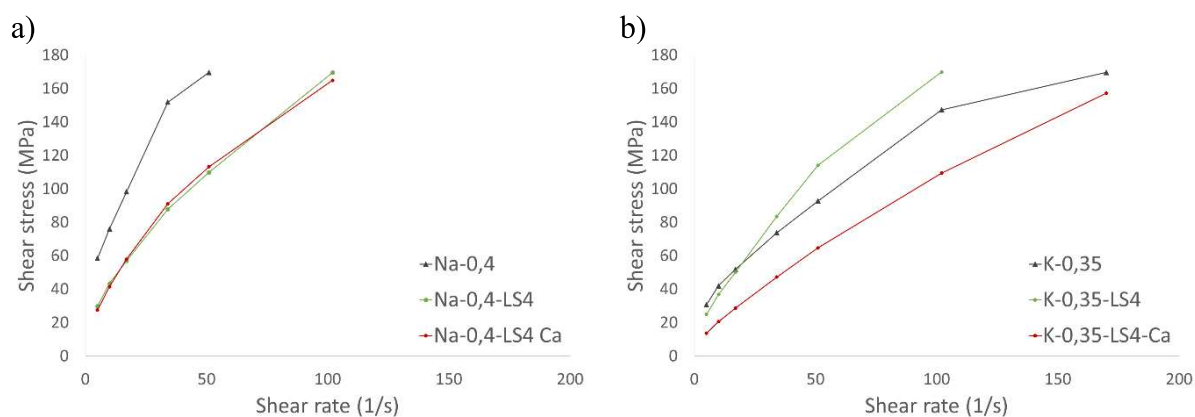 a)
180
160
140
120
100
80
60
40
20
0
Shear stress (MPa)
0 50 100 150 200
Shear rate (1/s)
Na-0,4
Na-0,4-LS4
Na-0,4-LS4 Ca
b)
180
160
140
120
100
80
60
40
20
0
Shear stress (MPa)
0 50 100 150 200
Shear rate (1/s)
K-0,35
K-0,35-LS4
K-0,35-LS4-Ca